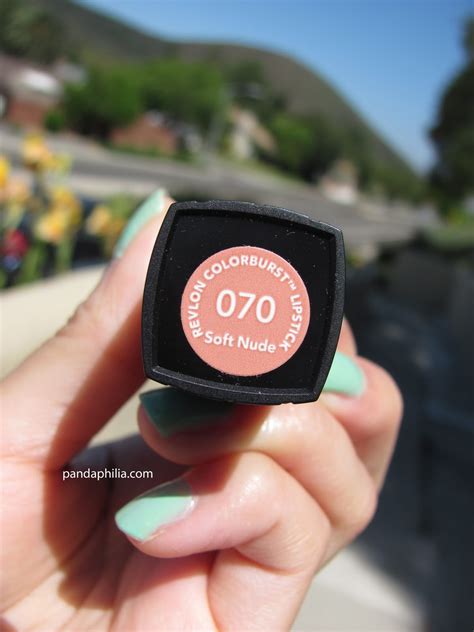 REVLON COLORBURST™ LIPSTICK
070
Soft Nude
pandaphilia.com